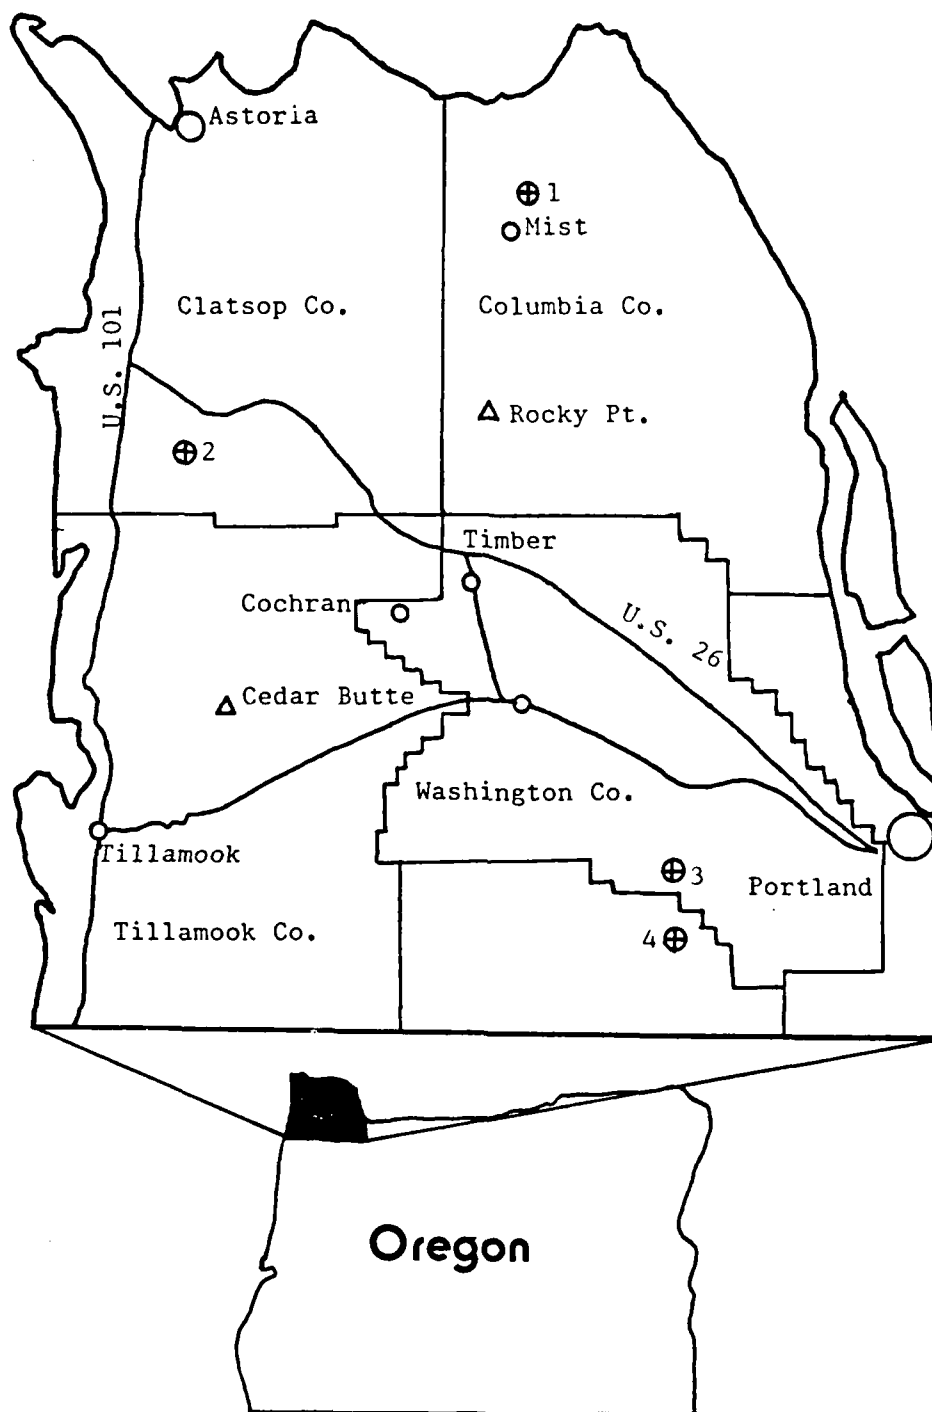 Astoria
1
Mist
Clatsop Co.
Columbia Co.
U.S. 101
Rocky Pt.
2
Timber
Cochran
U.S. 26
Cedar Butte
Washington Co.
Tillamook
3
Portland
Tillamook Co.
4
Oregon